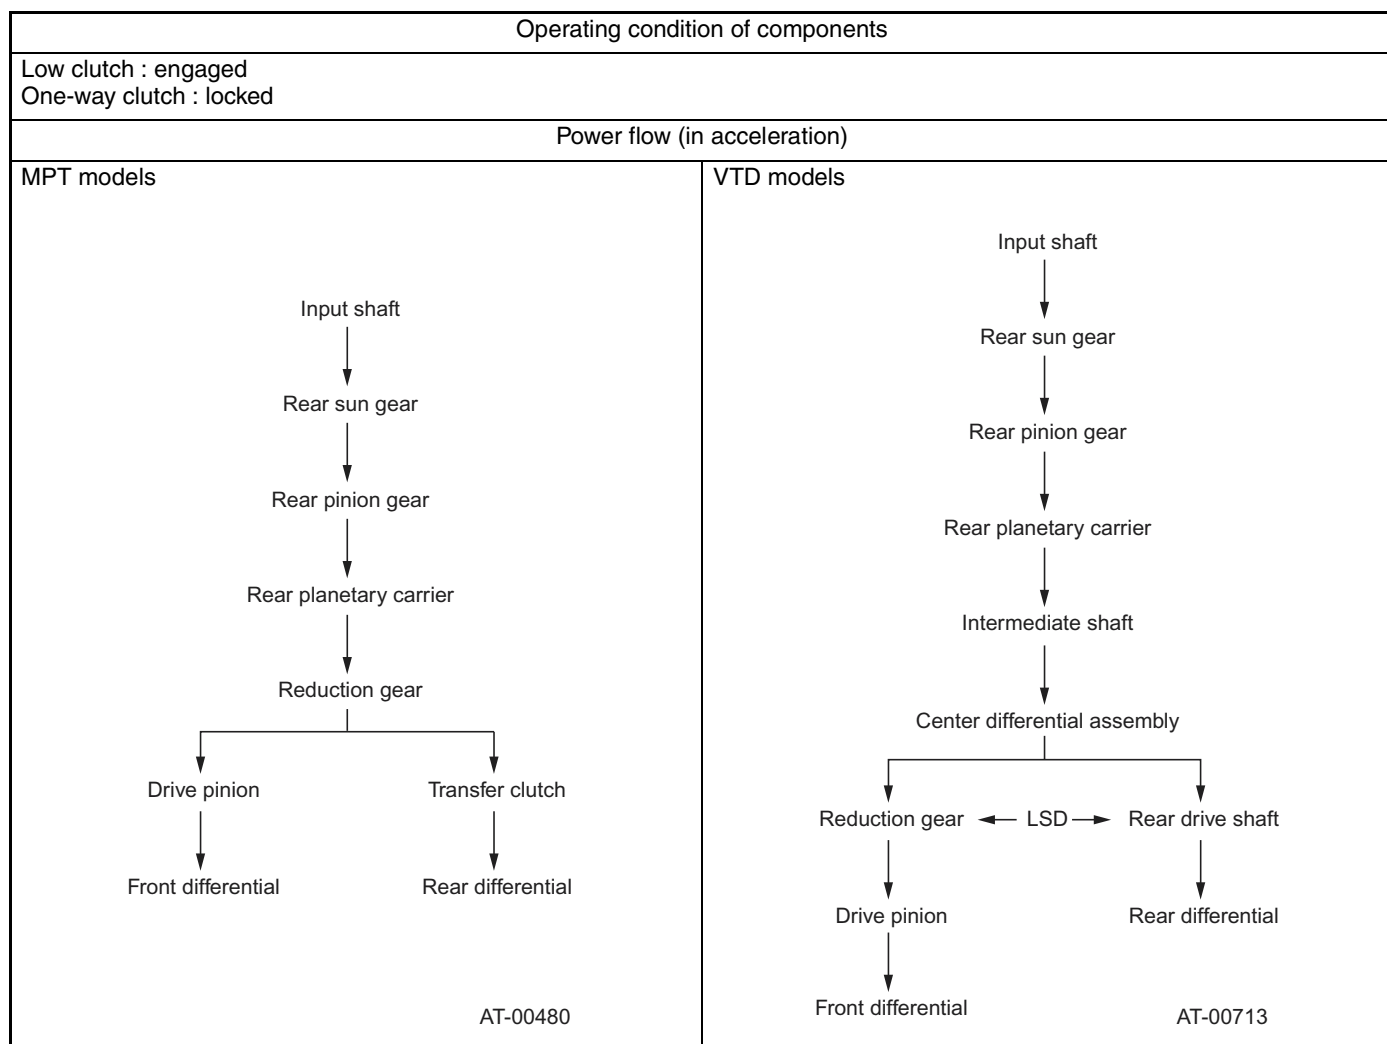 Operating condition of components
Low clutch : engaged
One-way clutch : locked
Power flow (in acceleration)
MPT models
Input shaft
Rear sun gear
Rear pinion gear
Rear planetary carrier
Reduction gear
Drive pinion
Transfer clutch
Front differential
Rear differential
AT-00480
VTD models
Input shaft
Rear sun gear
Rear pinion gear
Rear planetary carrier
Intermediate shaft
Center differential assembly
Reduction gear
LSD
Rear drive shaft
Drive pinion
Rear differential
Front differential
AT-00713